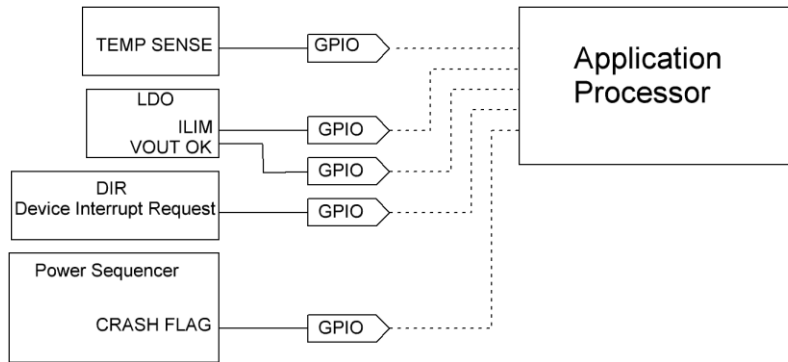 TEMP SENSE
GPIO
Application
Processor
LDO
ILIM
GPIO
VOUT OK
GPIO
DIR
Device Interrupt Request
GPIO
Power Sequencer
CRASH FLAG
GPIO